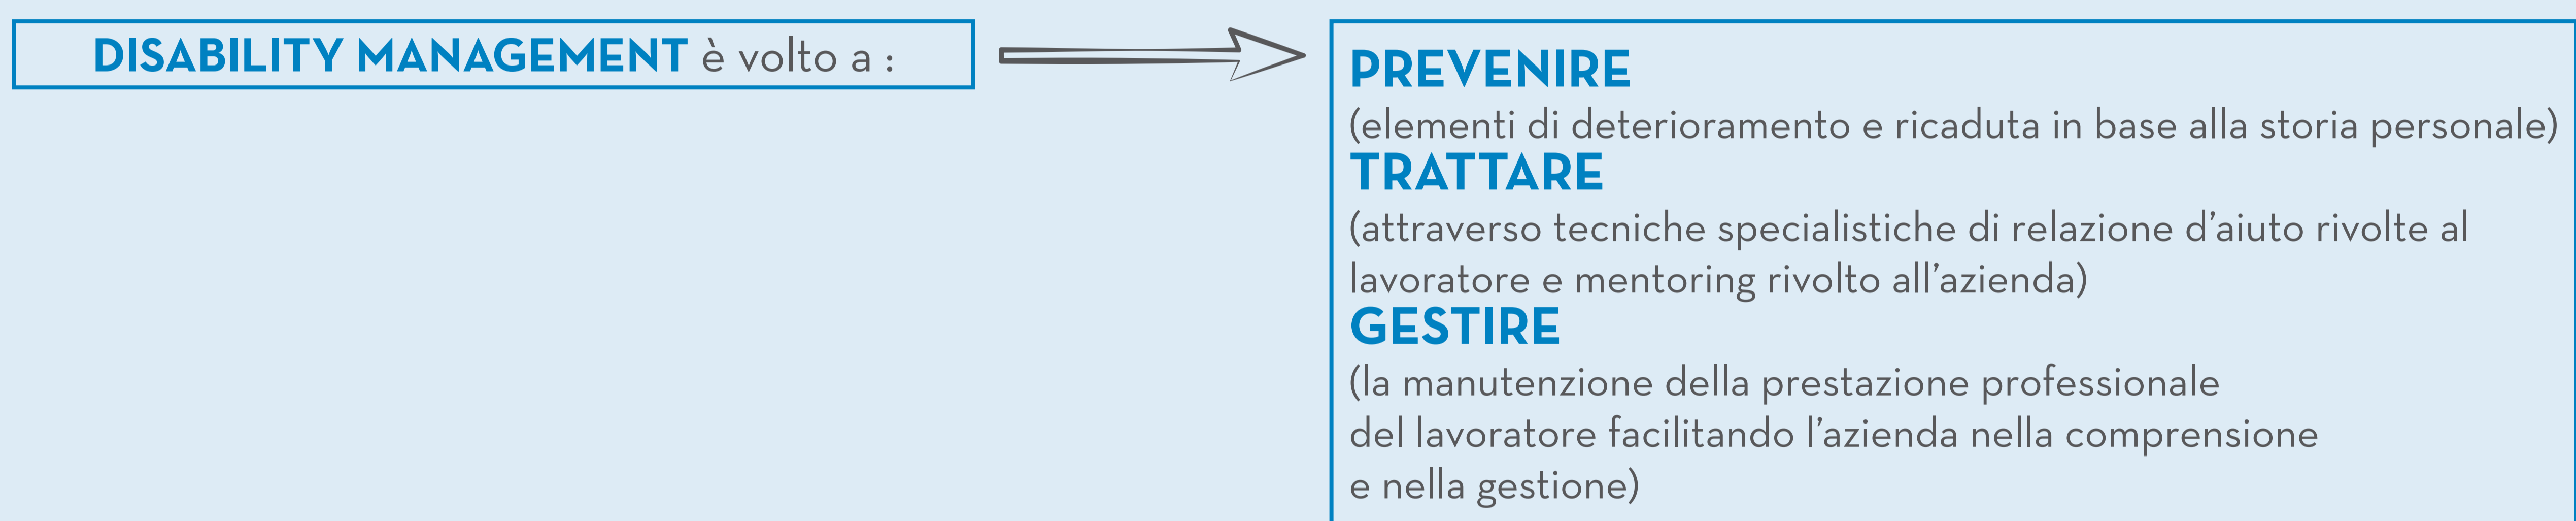 DISABILITY MANAGEMENT è volto a :
PREVENIRE
(elementi di deterioramento e ricaduta in base alla storia personale)
TRATTARE
(attraverso tecniche specialistiche di relazione d’aiuto rivolte al
lavoratore e mentoring rivolto all’azienda)
GESTIRE
(la manutenzione della prestazione professionale
del lavoratore facilitando l’azienda nella comprensione
e nella gestione)